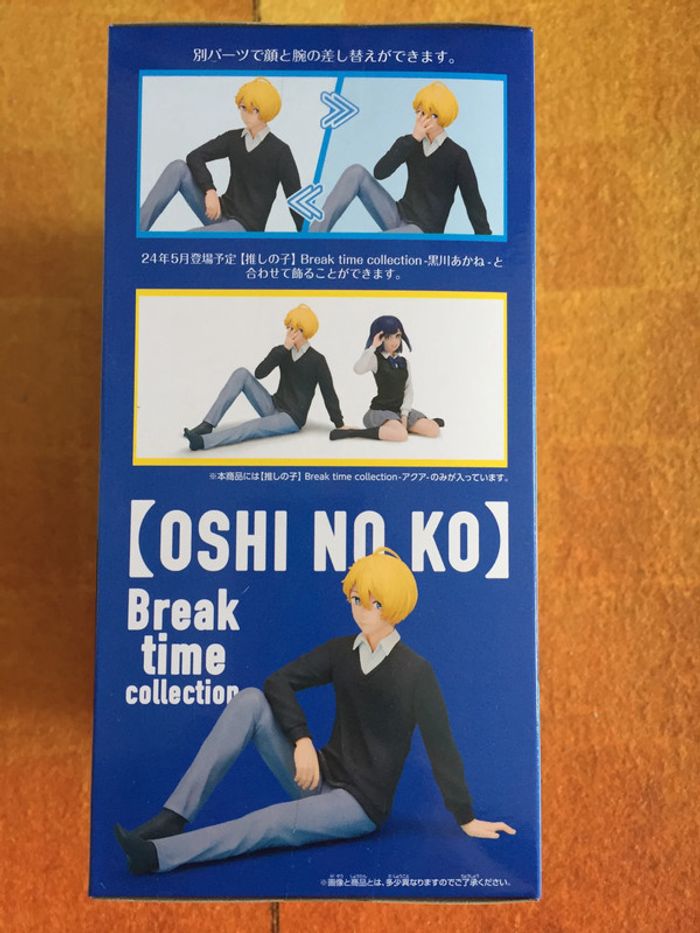 別パーツで顔と腕の差し替えができます。
24年5月登場予定【推しの子】Break time collection-黒川あかね-と
合わせて飾ることができます。
※本商品には【推しの子】Break time collection-アクア-のみが入っています。
【OSHI NO KO】
Break
time
collection
※画像と商品とは、多少異なりますのでご了承ください。